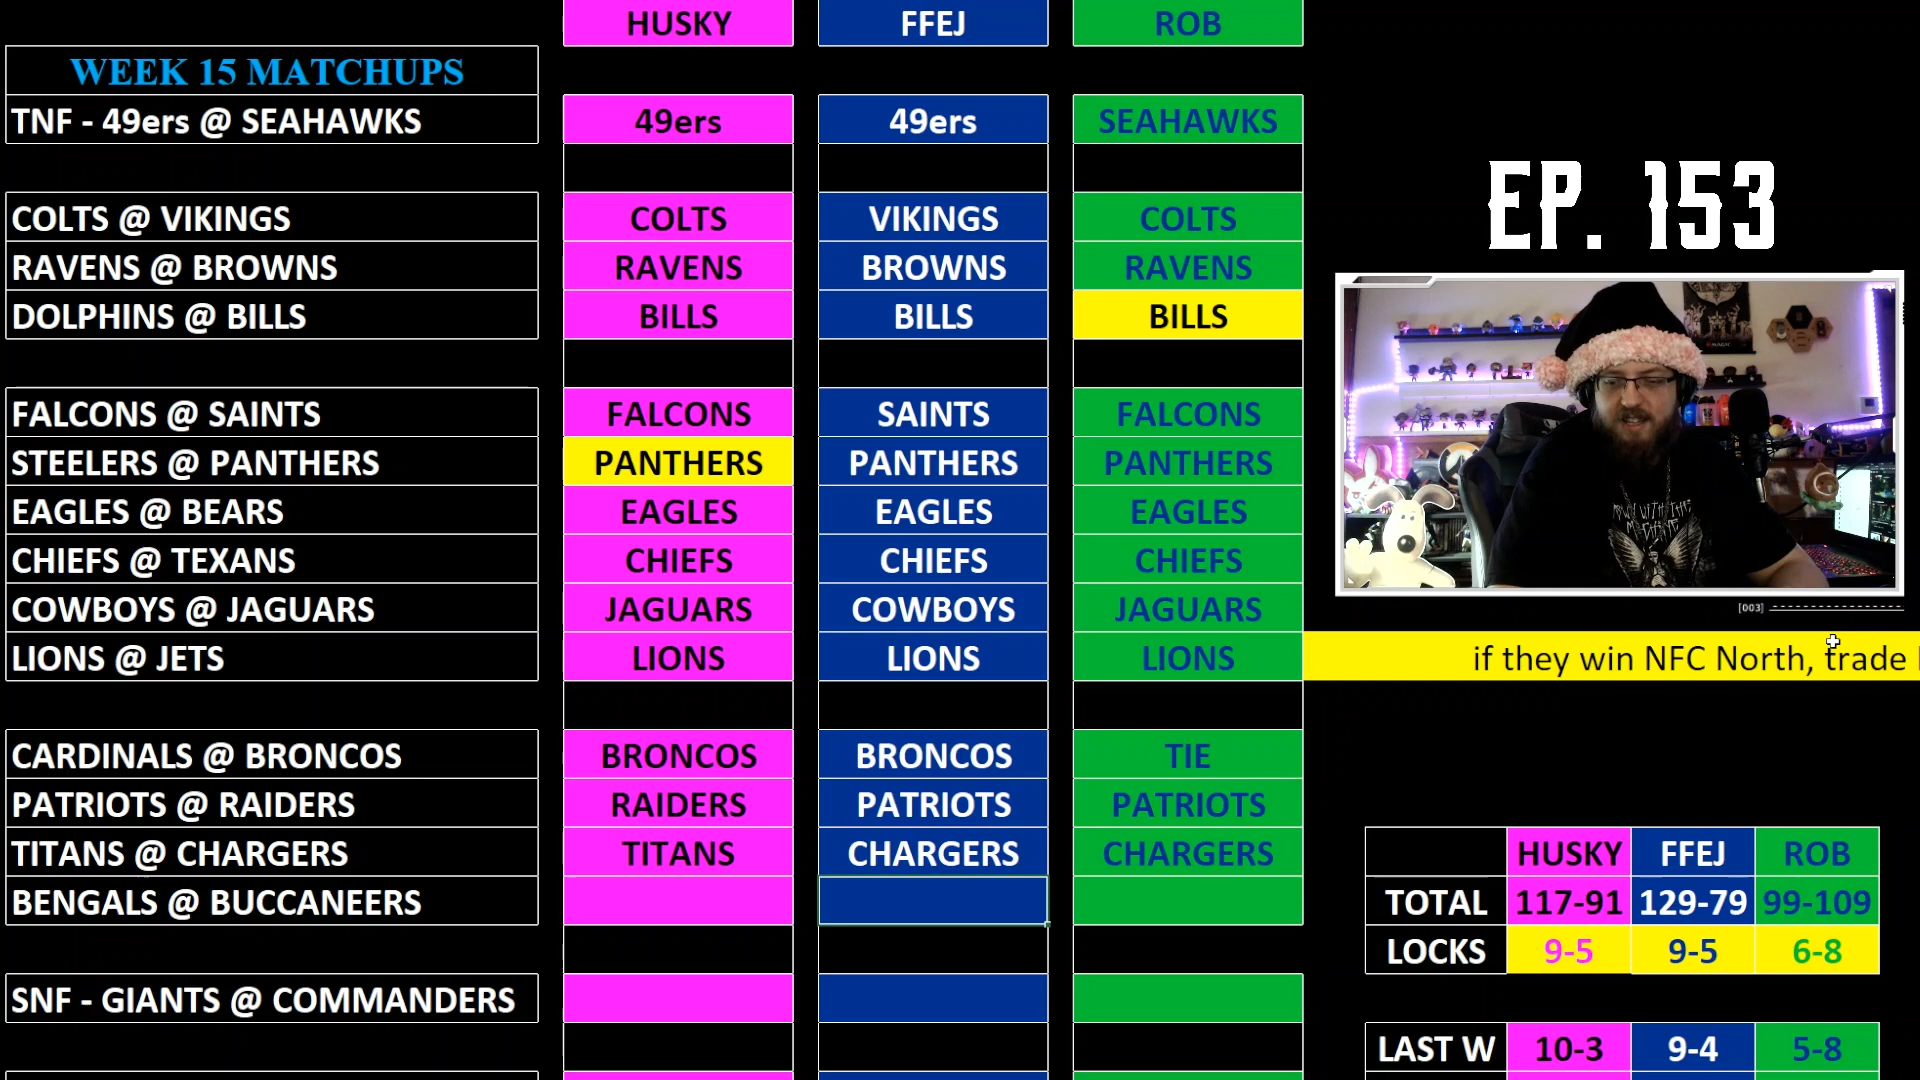 HUSKY FFEJ ROB
WEEK 15 MATCHUPS
TNF - 49ers @ SEAHAWKS 49ers 49ers SEAHAWKS
COLTS @ VIKINGS COLTS VIKINGS COLTS
RAVENS @ BROWNS RAVENS BROWNS RAVENS
DOLPHINS @ BILLS BILLS BILLS BILLS
FALCONS @ SAINTS FALCONS SAINTS FALCONS
STEELERS @ PANTHERS PANTHERS PANTHERS PANTHERS
EAGLES @ BEARS EAGLES EAGLES EAGLES
CHIEFS @ TEXANS CHIEFS CHIEFS CHIEFS
COWBOYS @ JAGUARS JAGUARS COWBOYS JAGUARS
LIONS @ JETS LIONS LIONS LIONS
CARDINALS @ BRONCOS BRONCOS BRONCOS TIE
PATRIOTS @ RAIDERS RAIDERS PATRIOTS PATRIOTS
TITANS @ CHARGERS TITANS CHARGERS CHARGERS
BENGALS @ BUCCANEERS
SNF - GIANTS @ COMMANDERS
EP. 153
[003]
if they win NFC North, trade
HUSKY FFEJ ROB
TOTAL 117-91 129-79 99-109
LOCKS 9-5 9-5 6-8
LAST W 10-3 9-4 5-8